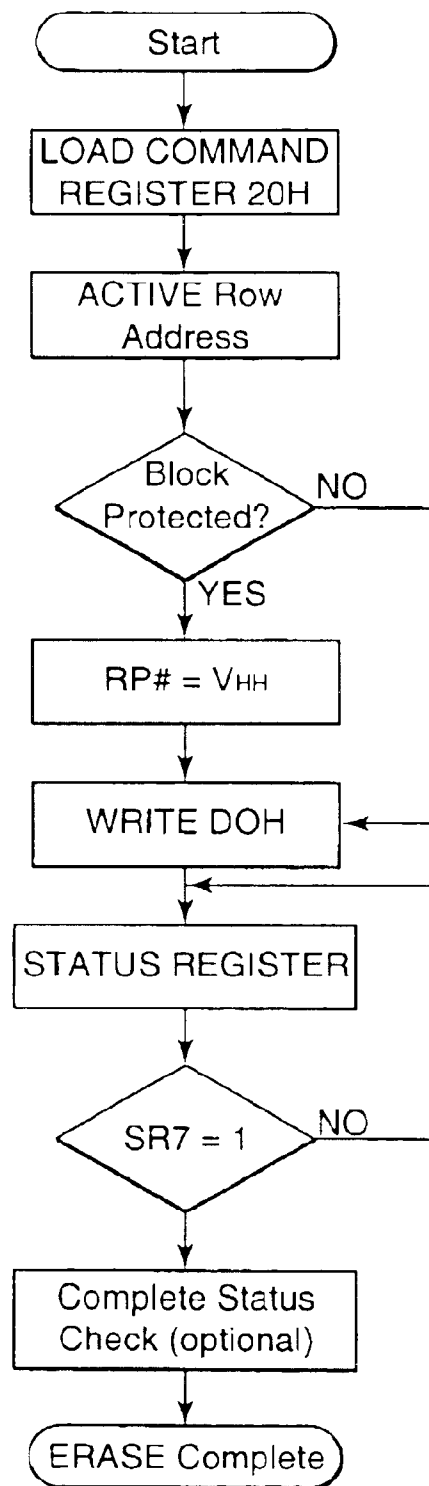 Start
LOAD COMMAND
REGISTER 20H
ACTIVE Row
Address
Block
Protected?
NO
YES
RP# = VHH
WRITE DOH
STATUS REGISTER
SR7 = 1
NO
Complete Status
Check (optional)
ERASE Complete